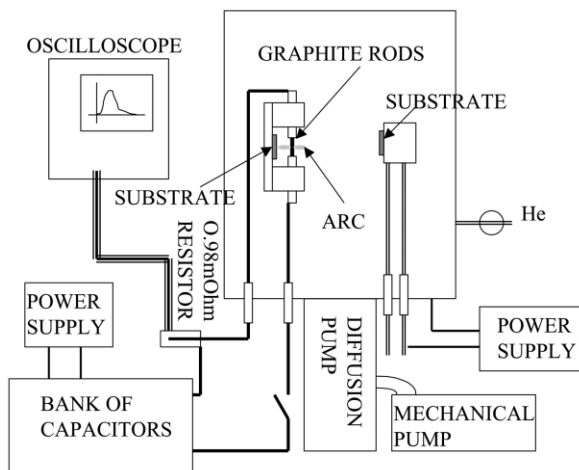 OSCILLOSCOPE
GRAPHITE RODS
SUBSTRATE
SUBSTRATE
ARC
He
O.98mOhm
RESISTOR
POWER
SUPPLY
DIFFUSION
PUMP
POWER
SUPPLY
BANK OF
CAPACITORS
MECHANICAL
PUMP